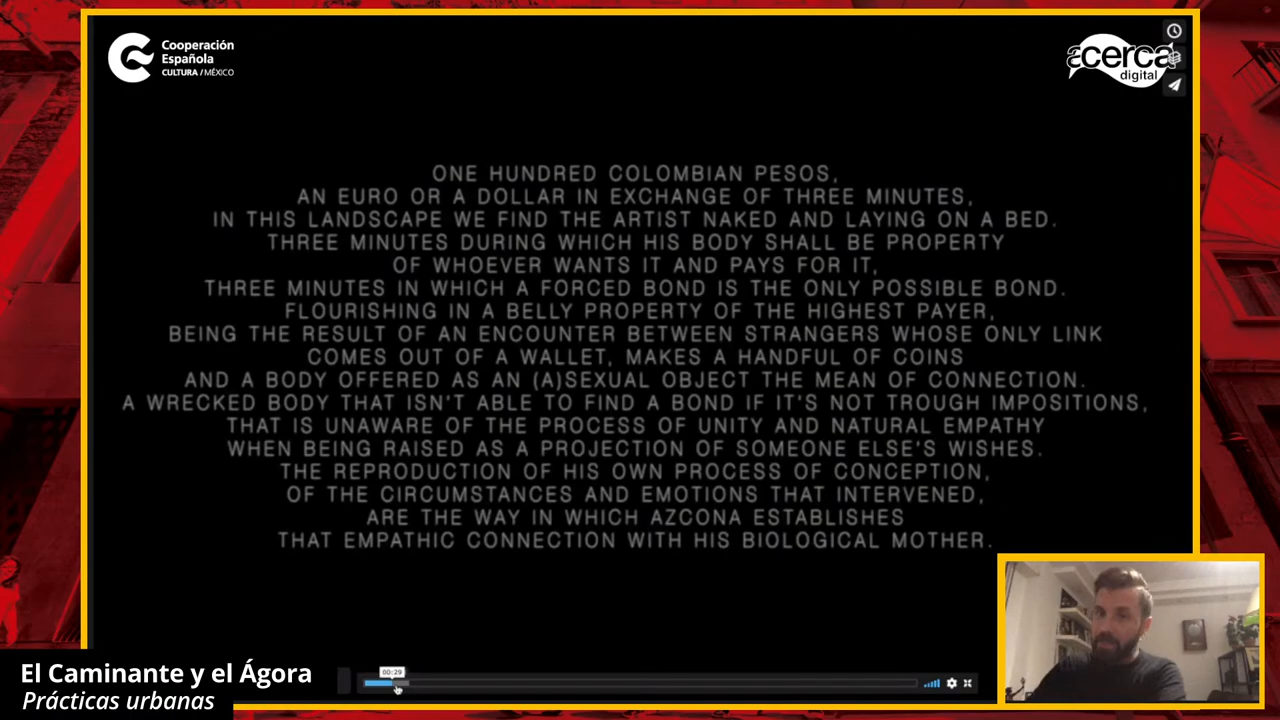 Cooperación
Española
CULTURA / MÉXICO
acerca
digital
ONE HUNDRED COLOMBIAN PESOS,
AN EURO OR A DOLLAR IN EXCHANGE OF THREE MINUTES,
IN THIS LANDSCAPE WE FIND THE ARTIST NAKED AND LAYING ON A BED.
THREE MINUTES DURING WHICH HIS BODY SHALL BE PROPERTY
OF WHOEVER WANTS IT AND PAYS FOR IT,
THREE MINUTES IN WHICH A FORCED BOND IS THE ONLY POSSIBLE BOND.
FLOURISHING IN A BELLY PROPERTY OF THE HIGHEST PAYER,
BEING THE RESULT OF AN ENCOUNTER BETWEEN STRANGERS WHOSE ONLY LINK
COMES OUT OF A WALLET, MAKES A HANDFUL OF COINS
AND A BODY OFFERED AS AN (A)SEXUAL OBJECT THE MEAN OF CONNECTION.
A WRECKED BODY THAT ISN'T ABLE TO FIND A BOND IF IT'S NOT TROUGH IMPOSITIONS,
THAT IS UNAWARE OF THE PROCESS OF UNITY AND NATURAL EMPATHY
WHEN BEING RAISED AS A PROJECTION OF SOMEONE ELSE'S WISHES.
THE REPRODUCTION OF HIS OWN PROCESS OF CONCEPTION,
OF THE CIRCUMSTANCES AND EMOTIONS THAT INTERVENED,
ARE THE WAY IN WHICH AZCONA ESTABLISHES
THAT EMPATHIC CONNECTION WITH HIS BIOLOGICAL MOTHER.
00:29
El Caminante y el Ágora
Prácticas urbanas